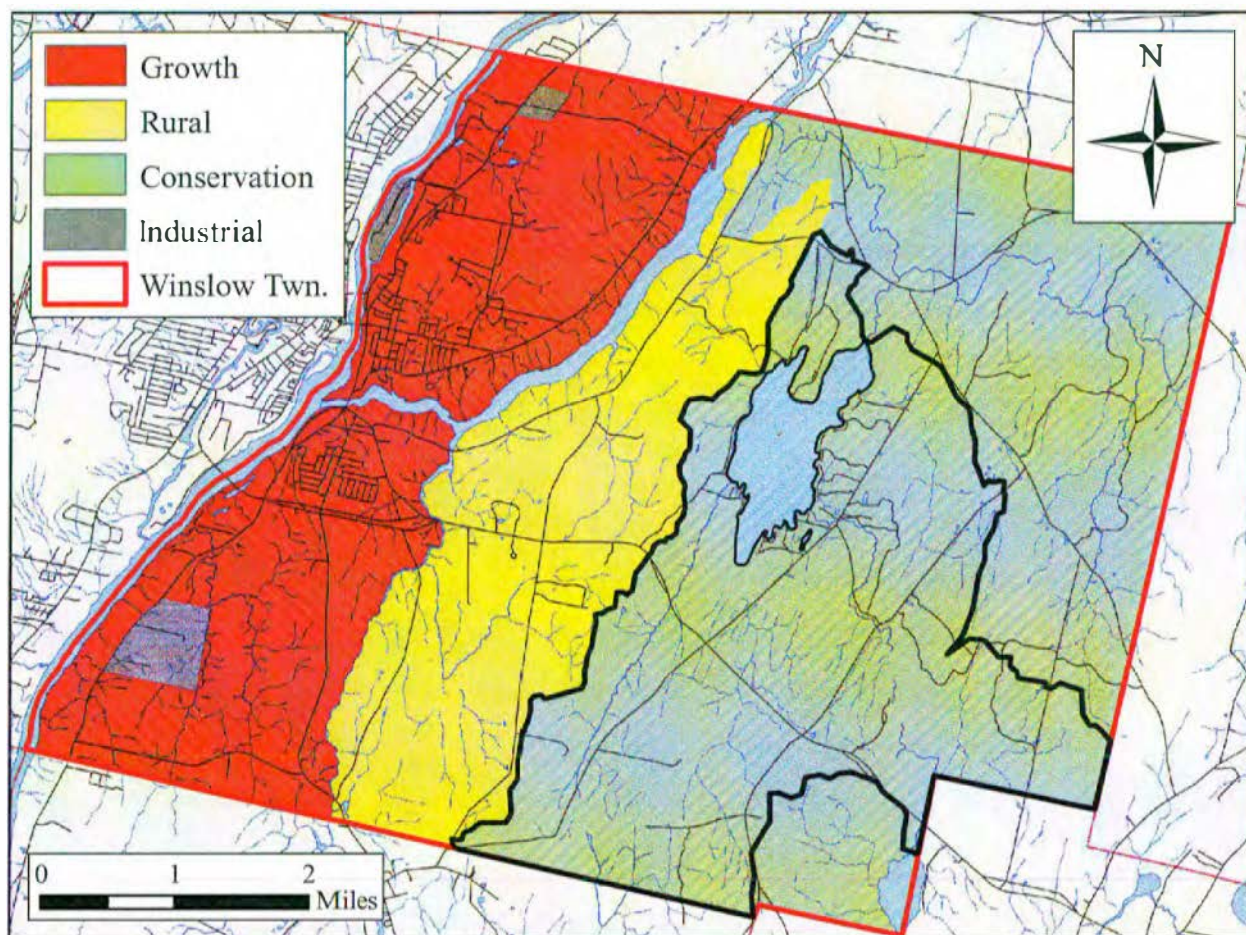 Growth
Rural
Conservation
Industrial
Winslow Twn.
N
0 1 2
Miles